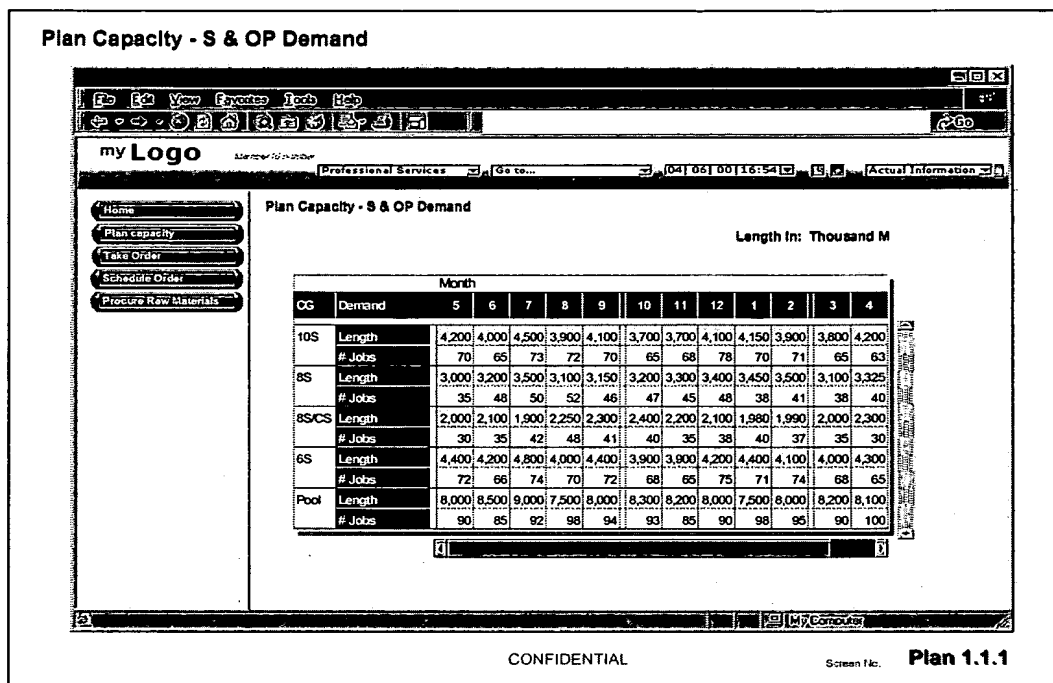 Plan Capacity - S & OP Demand
File Edit View Favorites Tools Help
Go
my Logo Member Id number
Professional Services Go to... 04| 06| 00 |16:54 Actual Information
Home
Plan capacity
Take Order
Schedule Order
Procure Raw Materials
Plan Capacity - S & OP Demand
Length In: Thousand M
Month
CG Demand 5 6 7 8 9 10 11 12 1 2 3 4
10S Length 4,200 4,000 4,500 3,900 4,100 3,700 3,700 4,100 4,150 3,900 3,800 4,200
# Jobs 70 65 73 72 70 65 68 78 70 71 65 63
8S Length 3,000 3,200 3,500 3,100 3,150 3,200 3,300 3,400 3,450 3,500 3,100 3,325
# Jobs 35 48 50 52 46 47 45 48 38 41 38 40
8S/CS Length 2,000 2,100 1,900 2,250 2,300 2,400 2,200 2,100 1,980 1,990 2,000 2,300
# Jobs 30 35 42 48 41 40 35 38 40 37 35 30
6S Length 4,400 4,200 4,800 4,000 4,400 3,900 3,900 4,200 4,400 4,100 4,000 4,300
# Jobs 72 66 74 70 72 68 65 75 71 74 68 65
Pool Length 8,000 8,500 9,000 7,500 8,000 8,300 8,200 8,000 7,500 8,000 8,200 8,100
# Jobs 90 85 92 98 94 93 85 90 98 95 90 100
My Computer
CONFIDENTIAL
Screen No. Plan 1.1.1